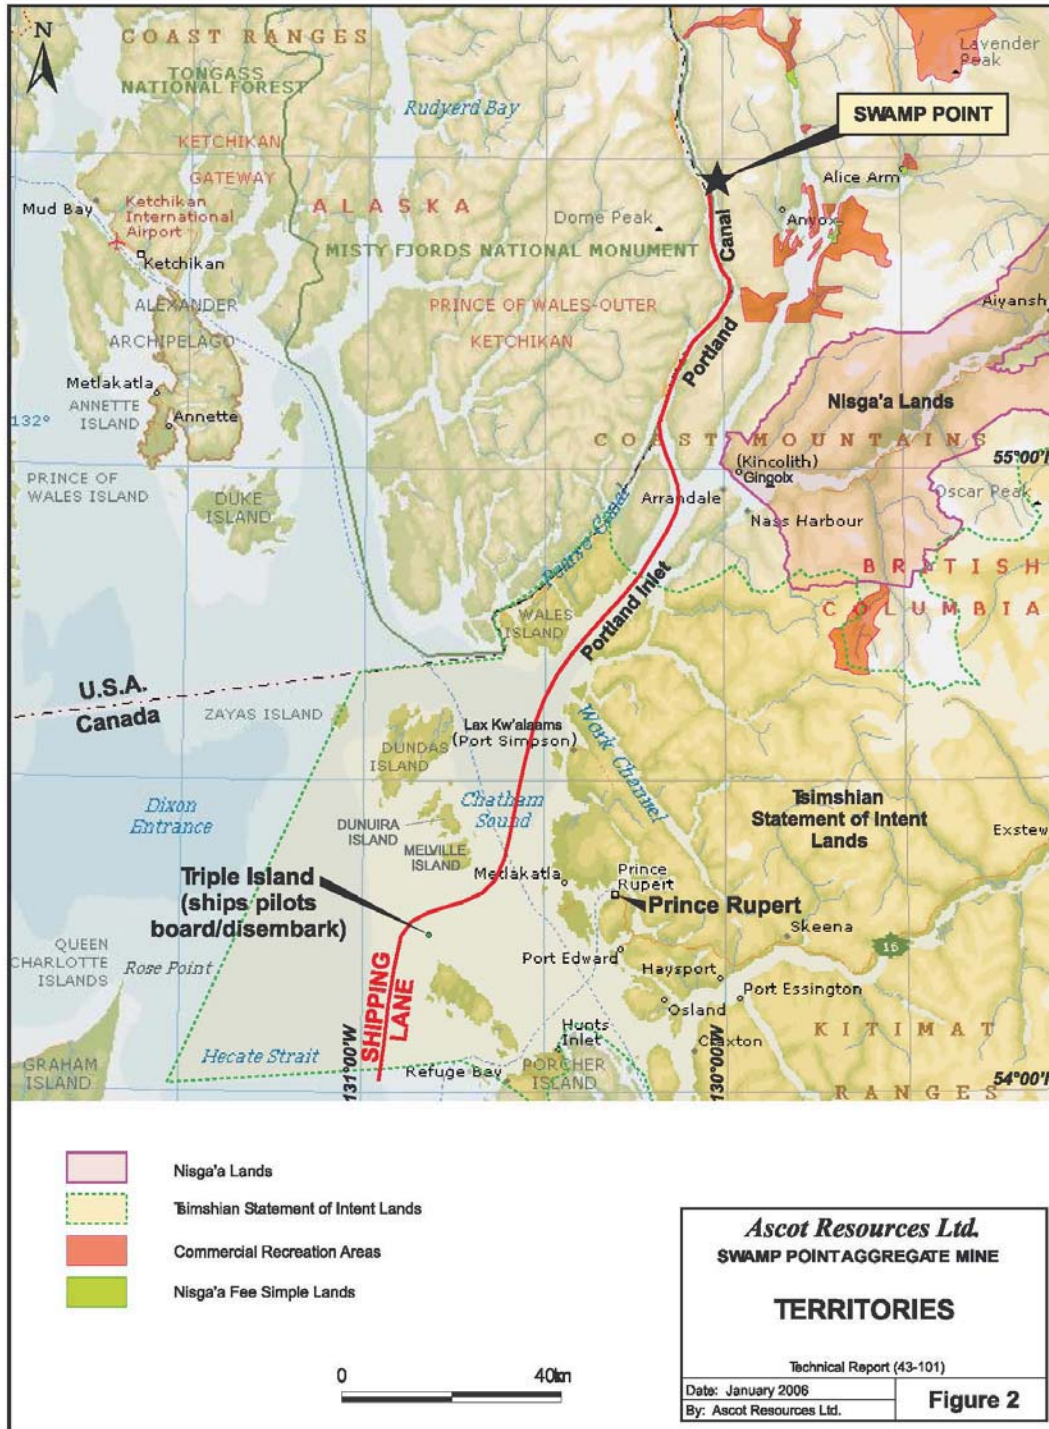 N
COAST RANGES
TONGASS
NATIONAL FOREST
Rudyerd Bay
Lavender
Peak
SWAMP POINT
KETCHIKAN
GATEWAY
Alice Arm
Mud Bay
Ketchikan
International
Airport
ALASKA
Dome Peak
Anyox
Canal
MISTY FJORDS NATIONAL MONUMENT
Ketchikan
ALEXANDER
ARCHIPELAGO
PRINCE OF WALES-OUTER
KETCHIKAN
Aiyansh
Portland
Metlakatla
ANNETTE
ISLAND
Annette
Nisga'a Lands
132°
COAST MOUNTAINS
55°00'N
(Kincolith)
Gingolx
PRINCE OF
WALES ISLAND
DUKE
ISLAND
Arrandale
Oscar Peak
Nass Harbour
Pearse Canal
BRITISH
COLUMBIA
WALES
ISLAND
Portland Inlet
U.S.A.
Canada
ZAYAS ISLAND
Lax Kw'alaams
(Port Simpson)
DUNDAS
ISLAND
Work Channel
Dixon
Entrance
Chatham
Sound
Tsimshian
Statement of Intent
Lands
DUNUIRA
ISLAND
MELVILLE
ISLAND
Exstew
Triple Island
(ships pilots
board/disembark)
Metlakatla
Prince
Rupert
Prince Rupert
Skeena
16
QUEEN
CHARLOTTE
ISLANDS
Rose Point
Port Edward
Haysport
Port Essington
Osland
SHIPPING
LANE
131°00'W
130°00'W
KITIMAT
Hecate Strait
Hunts
Inlet
Claxton
GRAHAM
ISLAND
Refuge Bay
PORCHER
ISLAND
54°00'N
RANGES
Nisga'a Lands
Tsimshian Statement of Intent Lands
Commercial Recreation Areas
Nisga'a Fee Simple Lands
0 40km
Ascot Resources Ltd.
SWAMP POINT AGGREGATE MINE
TERRITORIES
Technical Report (43-101)
Date: January 2006
By: Ascot Resources Ltd.
Figure 2